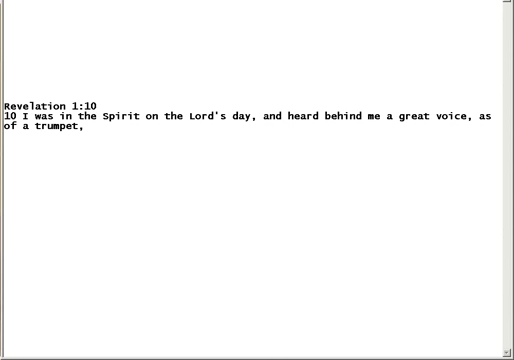 Revelation 1:10
10 I was in the Spirit on the Lord's day, and heard behind me a great voice, as
of a trumpet,